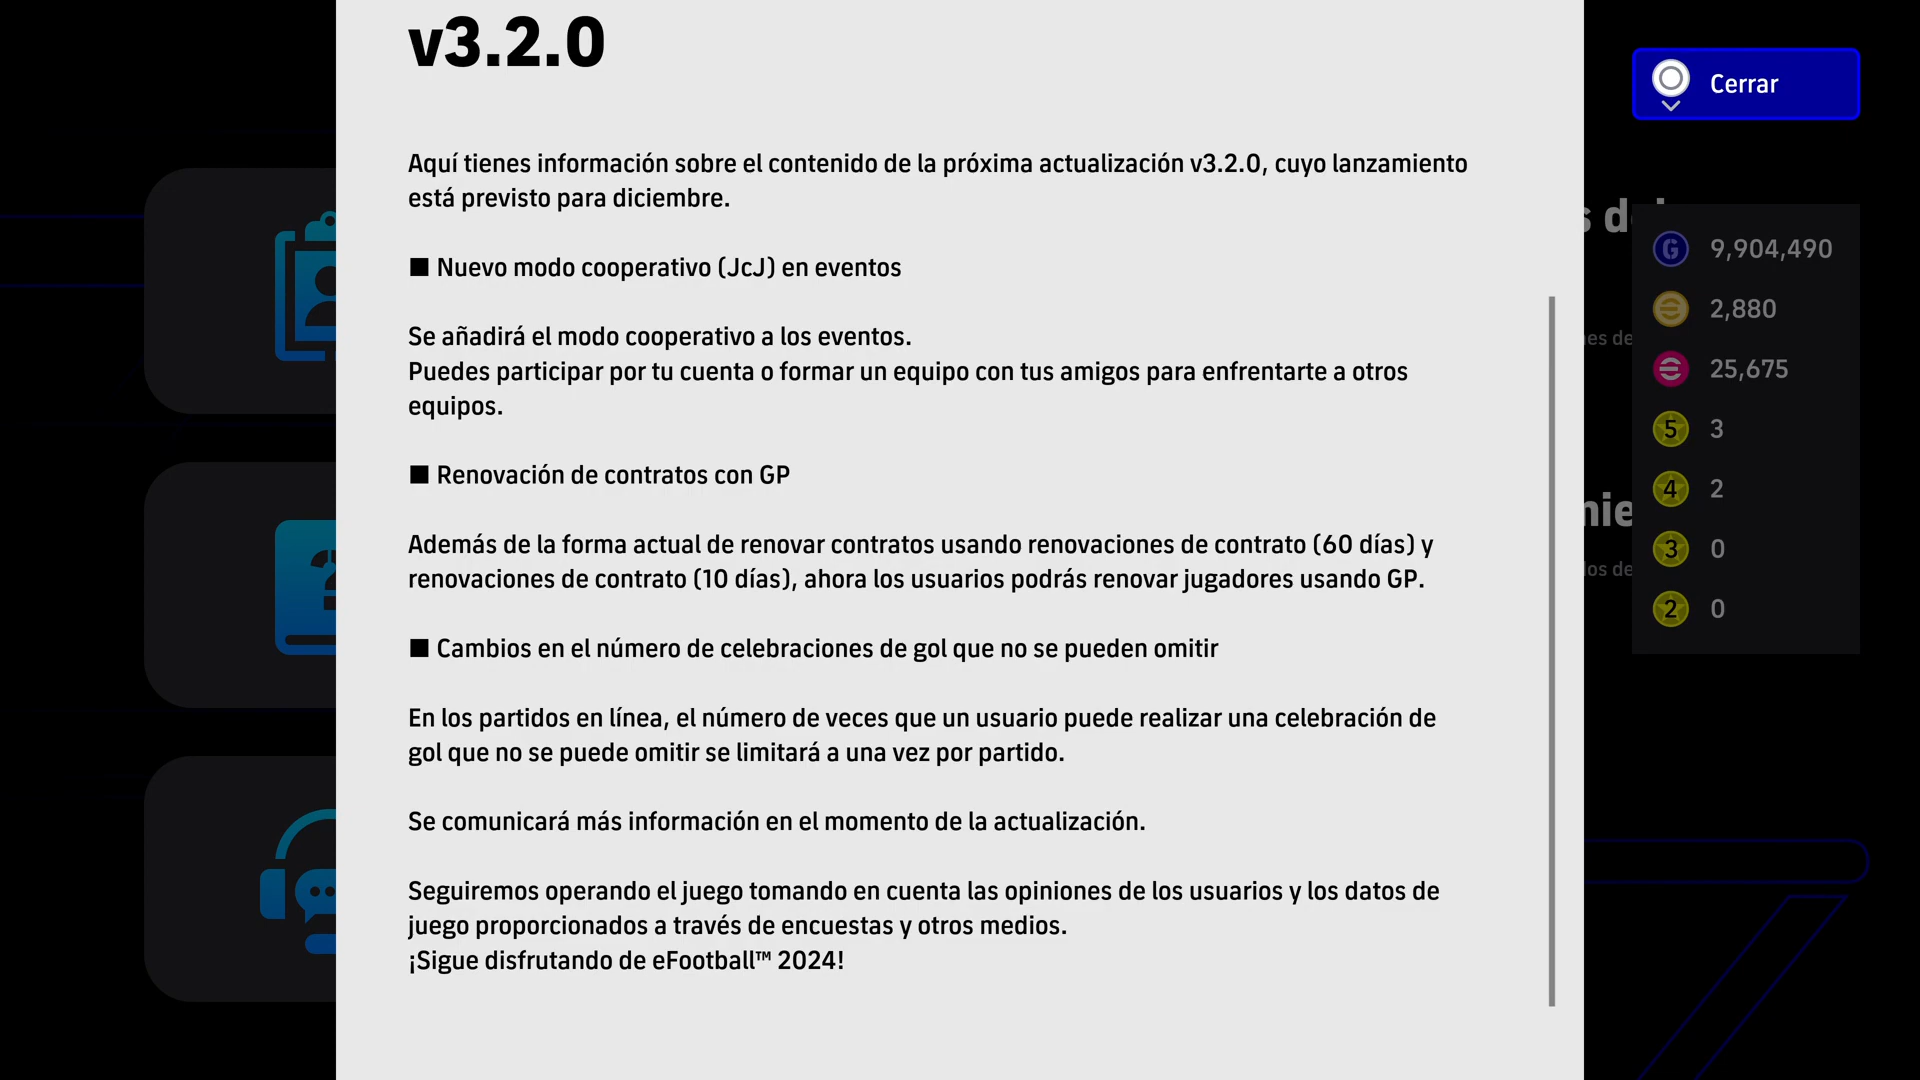 v3.2.0
Cerrar
Aquí tienes información sobre el contenido de la próxima actualización v3.2.0, cuyo lanzamiento
está previsto para diciembre.
■ Nuevo modo cooperativo (JcJ) en eventos
Se añadirá el modo cooperativo a los eventos.
Puedes participar por tu cuenta o formar un equipo con tus amigos para enfrentarte a otros
equipos.
■ Renovación de contratos con GP
Además de la forma actual de renovar contratos usando renovaciones de contrato (60 días) y
renovaciones de contrato (10 días), ahora los usuarios podrás renovar jugadores usando GP.
■ Cambios en el número de celebraciones de gol que no se pueden omitir
En los partidos en línea, el número de veces que un usuario puede realizar una celebración de
gol que no se puede omitir se limitará a una vez por partido.
Se comunicará más información en el momento de la actualización.
Seguiremos operando el juego tomando en cuenta las opiniones de los usuarios y los datos de
juego proporcionados a través de encuestas y otros medios.
¡Sigue disfrutando de eFootball™ 2024!
G 9,904,490
2,880
25,675
5 3
4 2
3 0
2 0